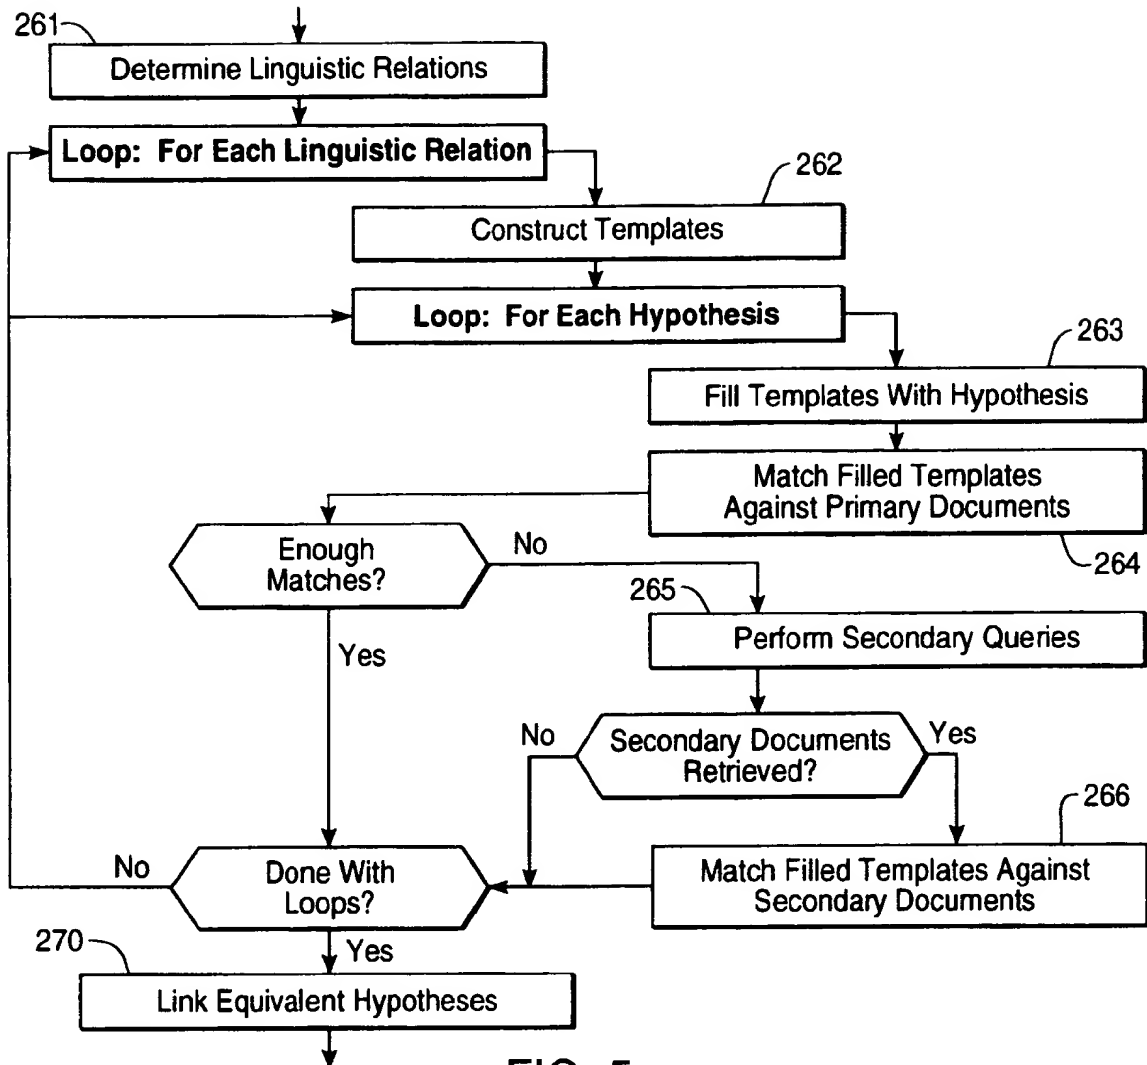 261
Determine Linguistic Relations
Loop: For Each Linguistic Relation
262
Construct Templates
Loop: For Each Hypothesis
263
Fill Templates With Hypothesis
Match Filled Templates
Against Primary Documents
264
Enough
Matches?
No
Yes
265
Perform Secondary Queries
Secondary Documents
Retrieved?
No
Yes
266
Match Filled Templates Against
Secondary Documents
Done With
Loops?
No
Yes
270
Link Equivalent Hypotheses